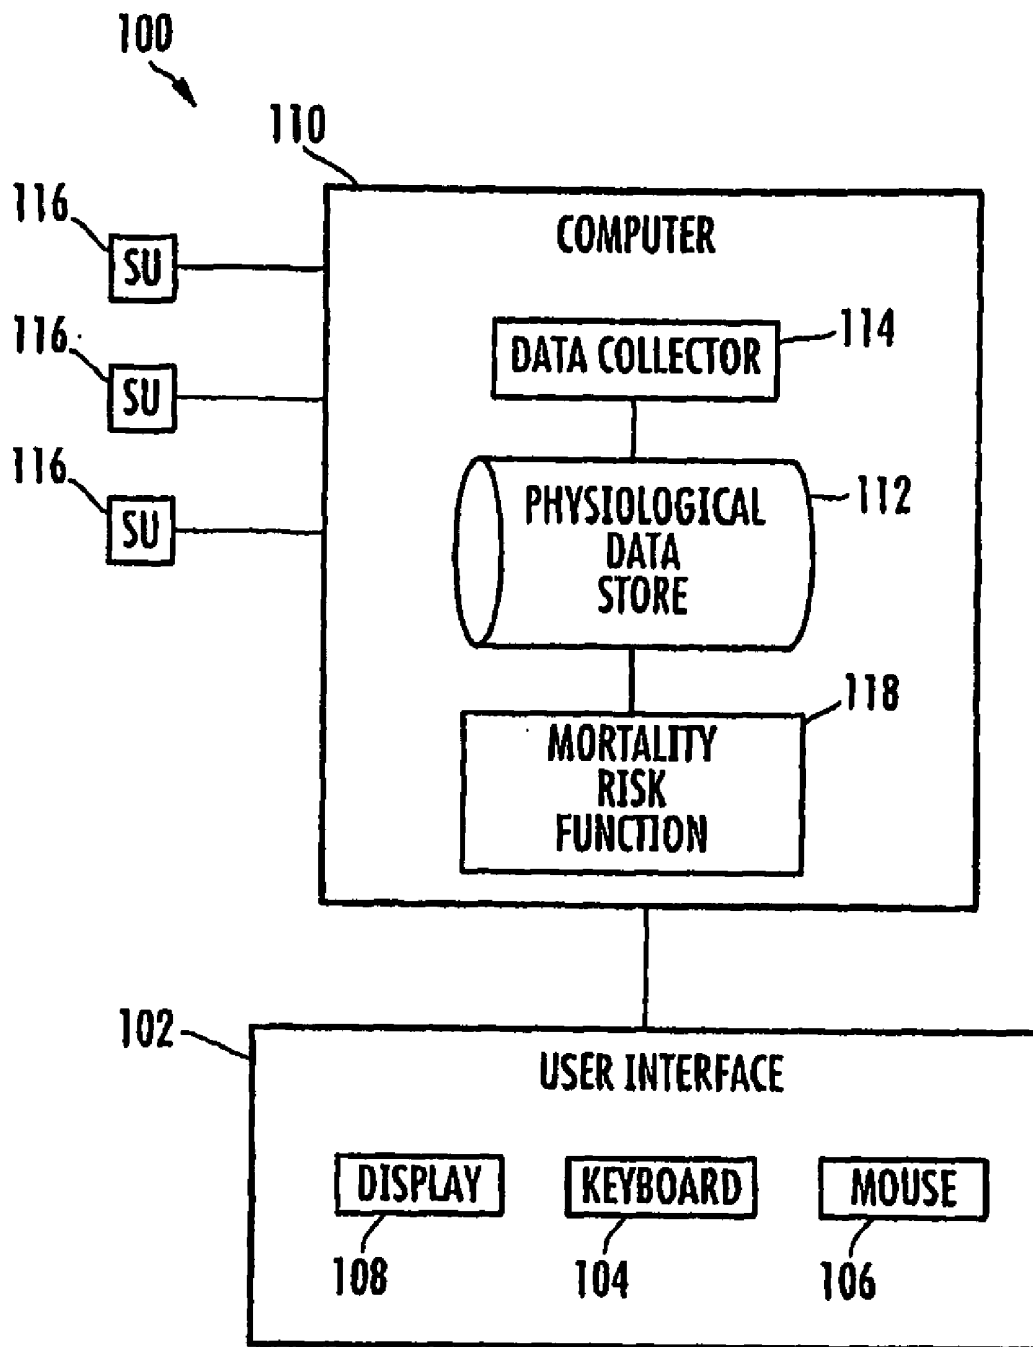 100
110
COMPUTER
116
SU
116
SU
116
SU
DATA COLLECTOR
114
PHYSIOLOGICAL
DATA
STORE
112
118
MORTALITY
RISK
FUNCTION
102
USER INTERFACE
DISPLAY
KEYBOARD
MOUSE
108
104
106